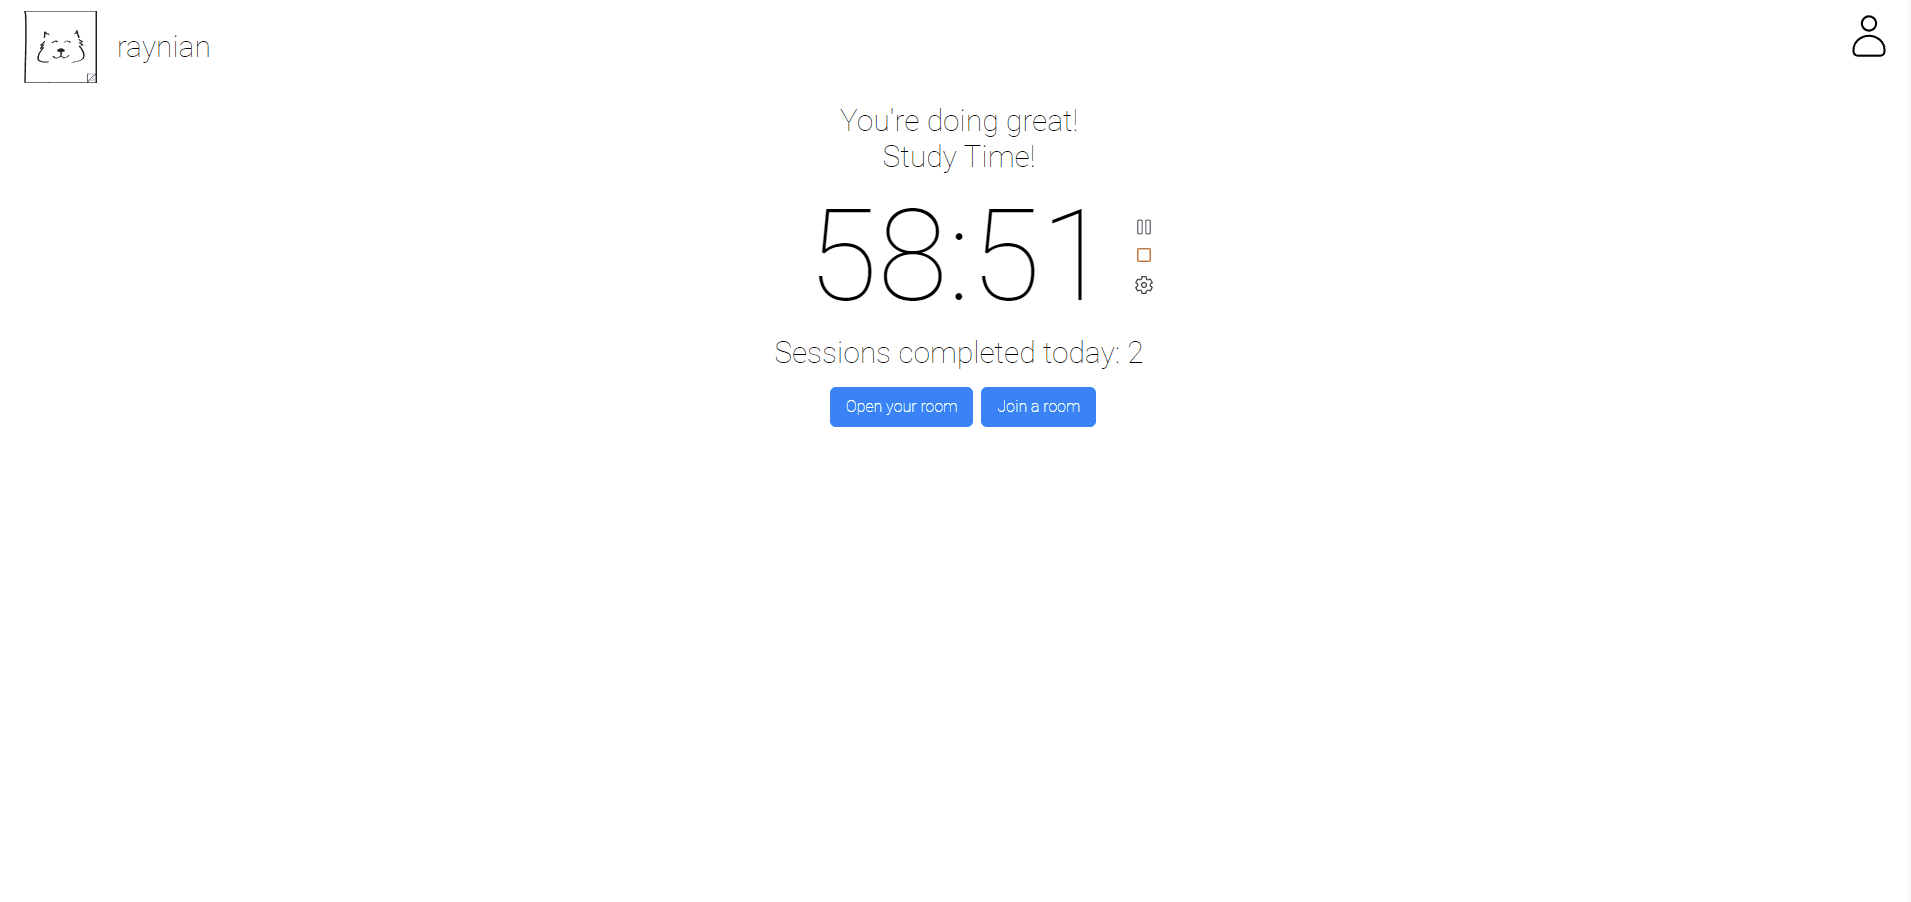 raynian
You're doing great!
Study Time!
58:51
Sessions completed today: 2
Open your room
Join a room